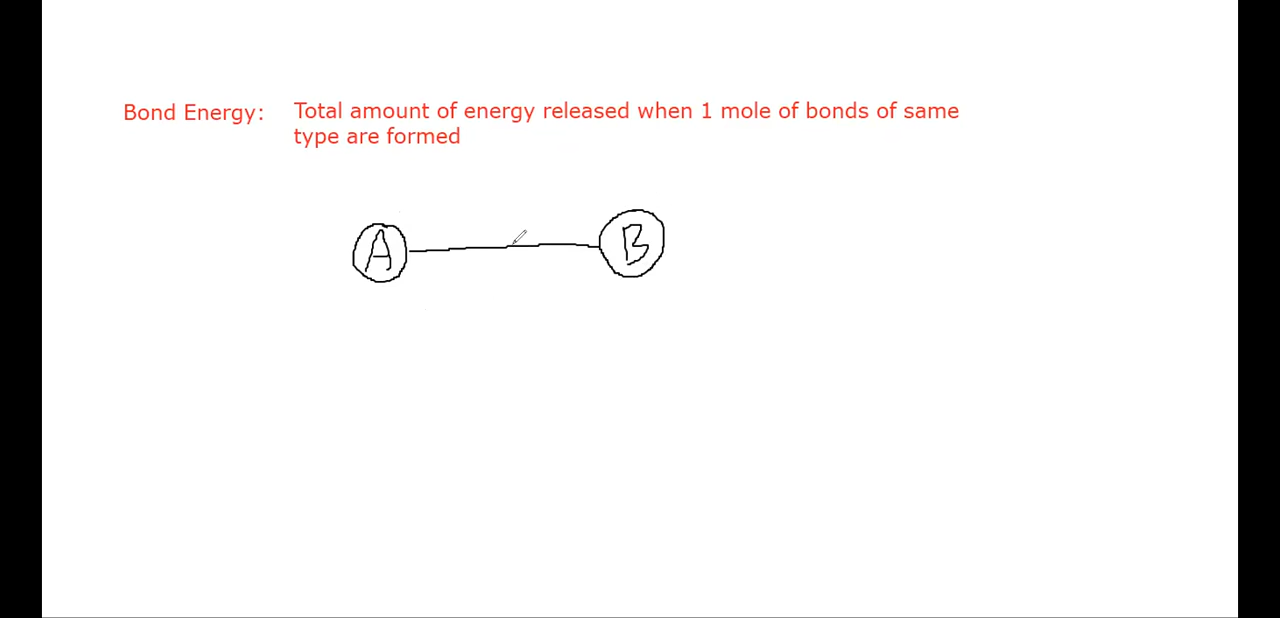 Bond Energy: Total amount of energy released when 1 mole of bonds of same
type are formed
A B